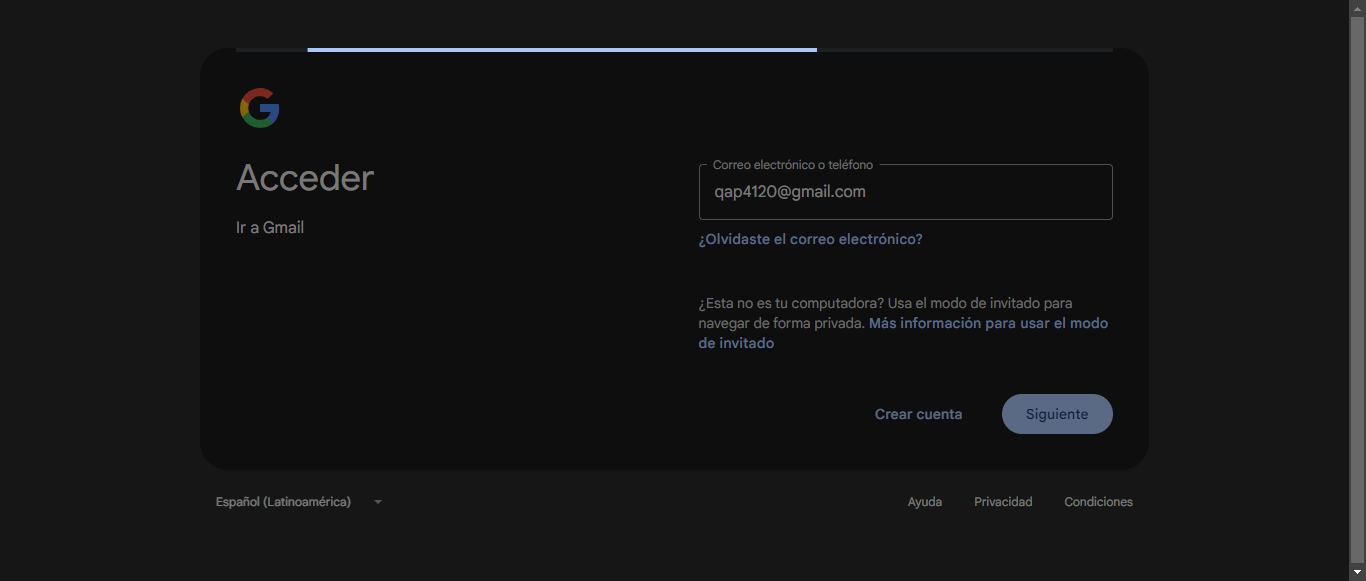 Acceder
Ir a Gmail
Correo electrónico o teléfono
qap4120@gmail.com
¿Olvidaste el correo electrónico?
¿Esta no es tu computadora? Usa el modo de invitado para
navegar de forma privada. Más información para usar el modo
de invitado
Crear cuenta
Siguiente
Español (Latinoamérica)
Ayuda
Privacidad
Condiciones